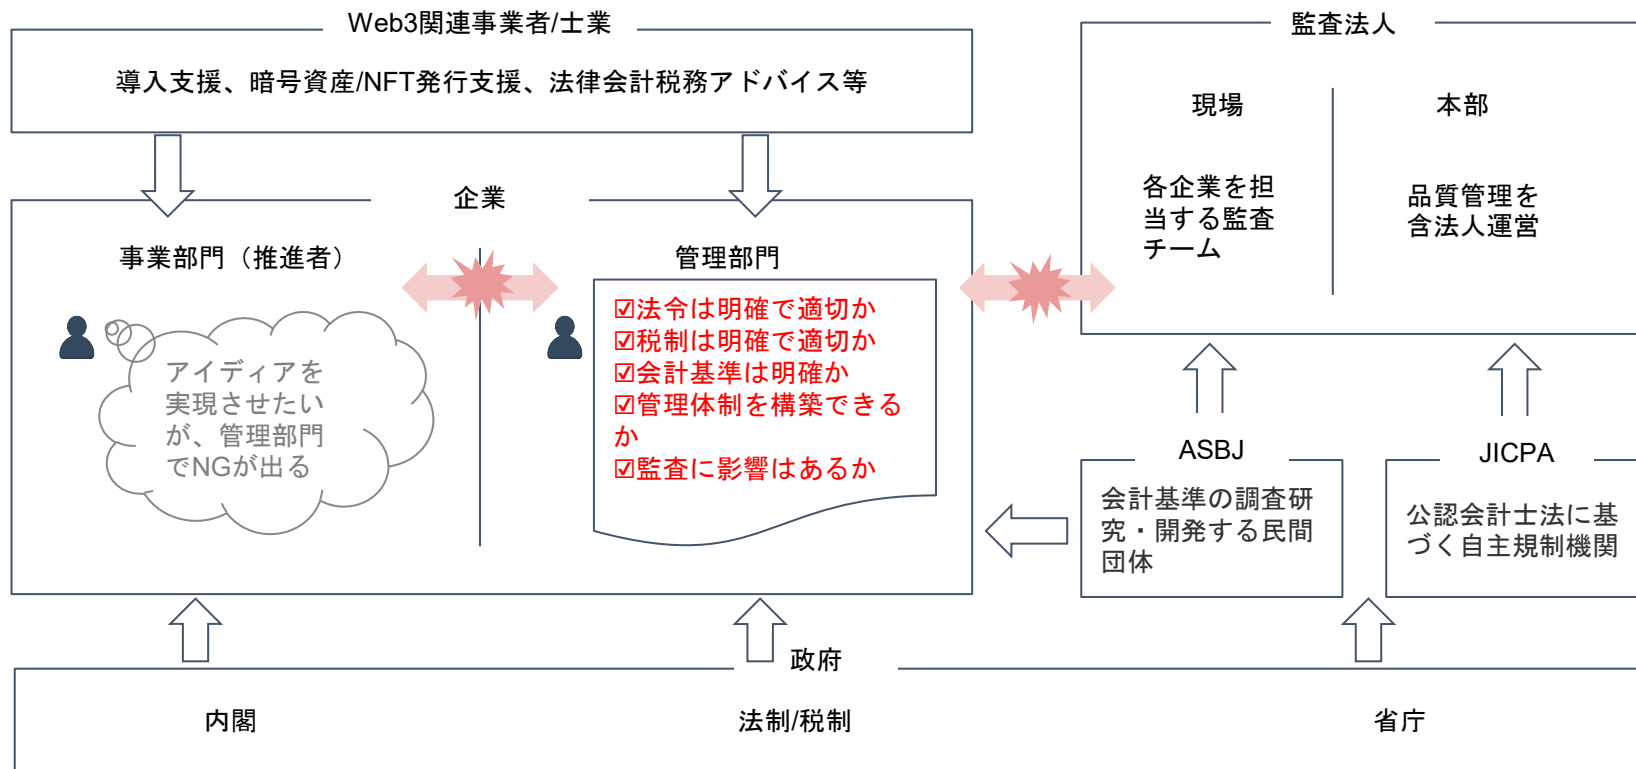 Web3関連事業者/士業
導入支援、暗号資産/NFT発行支援、法律会計税務アドバイス等
監査法人
現場
各企業を担
当する監査
チーム
本部
品質管理を
含法人運営
企業
事業部門（推進者）
アイディアを
実現させたい
が、管理部門
でNGが出る
管理部門
☑法令は明確で適切か
☑税制は明確で適切か
☑会計基準は明確か
☑管理体制を構築できる
か
☑監査に影響はあるか
ASBJ
会計基準の調査研
究・開発する民間
団体
JICPA
公認会計士法に基
づく自主規制機関
政府
内閣
法制/税制
省庁